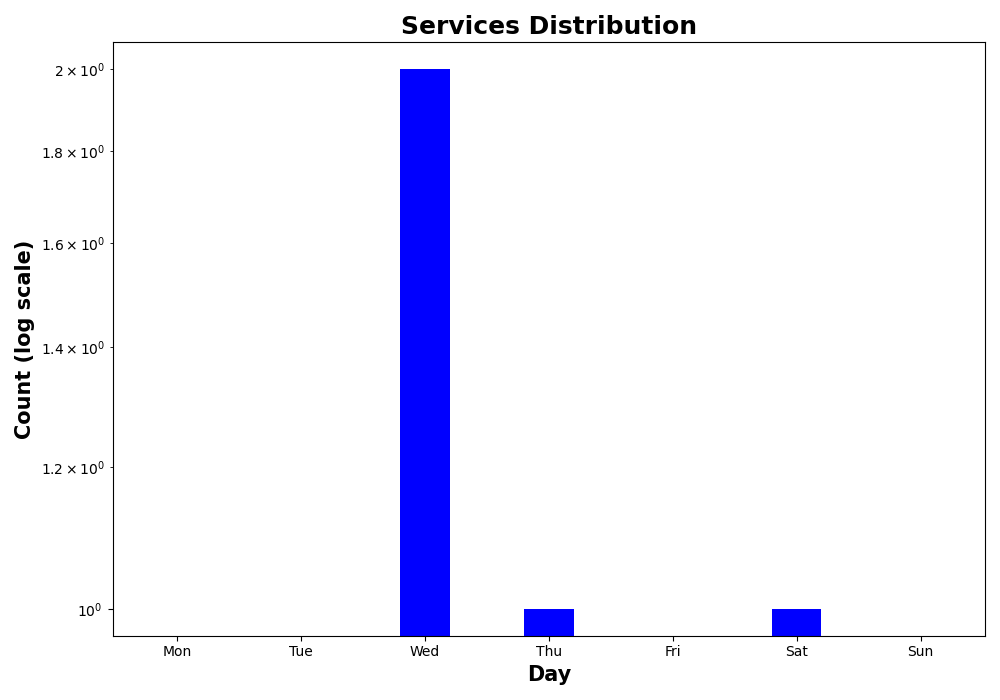 Services Distribution
Count (log scale)
2 × 10⁰
1.8 × 10⁰
1.6 × 10⁰
1.4 × 10⁰
1.2 × 10⁰
10⁰
Mon Tue Wed Thu Fri Sat Sun
Day